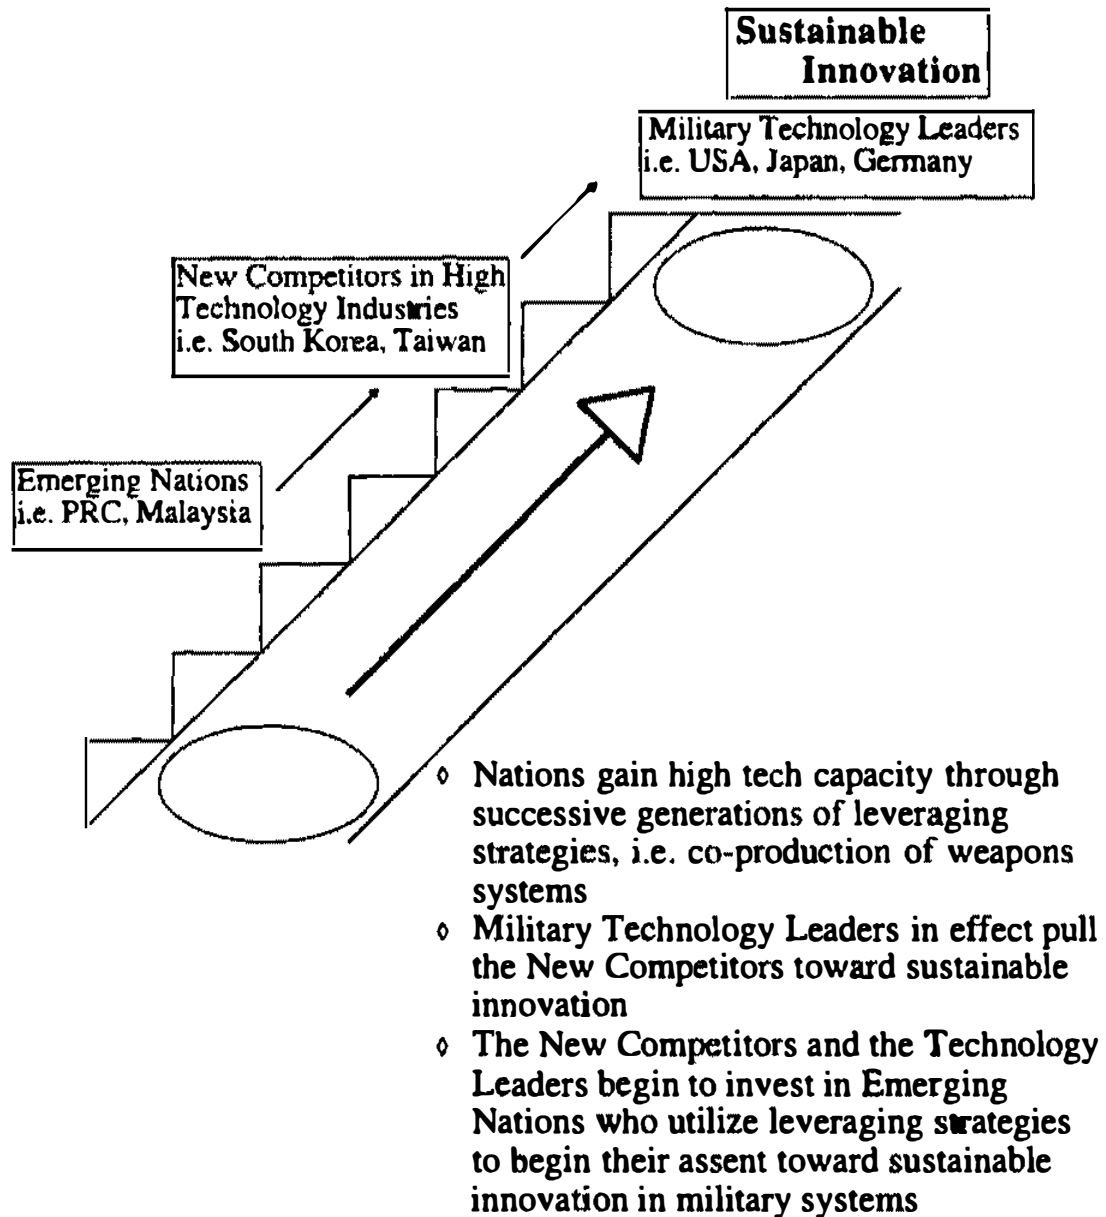 Sustainable
Innovation
Military Technology Leaders
i.e. USA, Japan, Germany
New Competitors in High
Technology Industries
i.e. South Korea, Taiwan
Emerging Nations
i.e. PRC, Malaysia
◊ Nations gain high tech capacity through
successive generations of leveraging
strategies, i.e. co-production of weapons
systems
◊ Military Technology Leaders in effect pull
the New Competitors toward sustainable
innovation
◊ The New Competitors and the Technology
Leaders begin to invest in Emerging
Nations who utilize leveraging strategies
to begin their assent toward sustainable
innovation in military systems